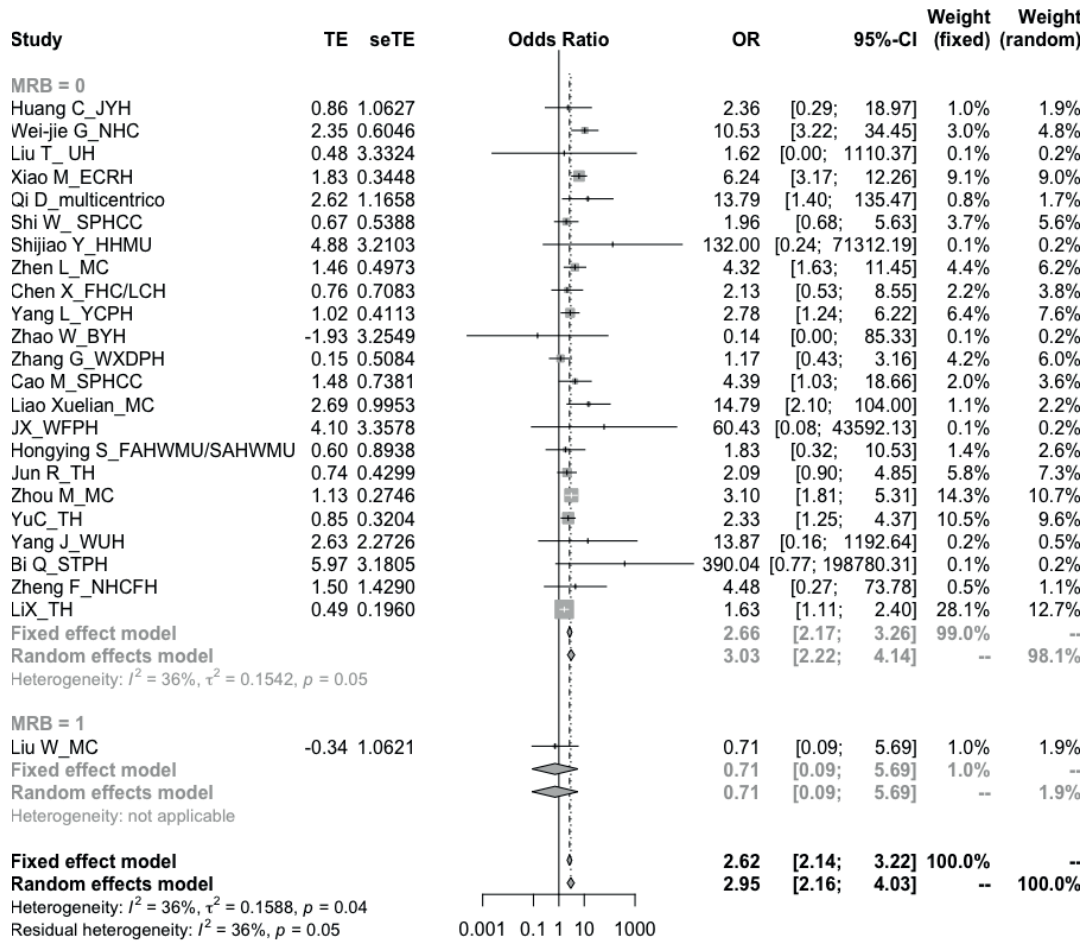 Weight Weight
Study TE seTE Odds Ratio OR 95%-CI (fixed) (random)
MRB = 0
Huang C_JYH 0.86 1.0627 2.36 [0.29; 18.97] 1.0% 1.9%
Wei-jie G_NHC 2.35 0.6046 10.53 [3.22; 34.45] 3.0% 4.8%
Liu T_ UH 0.48 3.3324 1.62 [0.00; 1110.37] 0.1% 0.2%
Xiao M_ECRH 1.83 0.3448 6.24 [3.17; 12.26] 9.1% 9.0%
Qi D_multicentrico 2.62 1.1658 13.79 [1.40; 135.47] 0.8% 1.7%
Shi W_ SPHCC 0.67 0.5388 1.96 [0.68; 5.63] 3.7% 5.6%
Shijiao Y_HHMU 4.88 3.2103 132.00 [0.24; 71312.19] 0.1% 0.2%
Zhen L_MC 1.46 0.4973 4.32 [1.63; 11.45] 4.4% 6.2%
Chen X_FHC/LCH 0.76 0.7083 2.13 [0.53; 8.55] 2.2% 3.8%
Yang L_YCPH 1.02 0.4113 2.78 [1.24; 6.22] 6.4% 7.6%
Zhao W_BYH -1.93 3.2549 0.14 [0.00; 85.33] 0.1% 0.2%
Zhang G_WXDPH 0.15 0.5084 1.17 [0.43; 3.16] 4.2% 6.0%
Cao M_SPHCC 1.48 0.7381 4.39 [1.03; 18.66] 2.0% 3.6%
Liao Xuelian_MC 2.69 0.9953 14.79 [2.10; 104.00] 1.1% 2.2%
JX_WFPH 4.10 3.3578 60.43 [0.08; 43592.13] 0.1% 0.2%
Hongying S_FAHWMU/SAHWMU 0.60 0.8938 1.83 [0.32; 10.53] 1.4% 2.6%
Jun R_TH 0.74 0.4299 2.09 [0.90; 4.85] 5.8% 7.3%
Zhou M_MC 1.13 0.2746 3.10 [1.81; 5.31] 14.3% 10.7%
YuC_TH 0.85 0.3204 2.33 [1.25; 4.37] 10.5% 9.6%
Yang J_WUH 2.63 2.2726 13.87 [0.16; 1192.64] 0.2% 0.5%
Bi Q_STPH 5.97 3.1805 390.04 [0.77; 198780.31] 0.1% 0.2%
Zheng F_NHCFH 1.50 1.4290 4.48 [0.27; 73.78] 0.5% 1.1%
LiX_TH 0.49 0.1960 1.63 [1.11; 2.40] 28.1% 12.7%
Fixed effect model 2.66 [2.17; 3.26] 99.0% --
Random effects model 3.03 [2.22; 4.14] -- 98.1%
Heterogeneity: I² = 36%, τ² = 0.1542, p = 0.05
MRB = 1
Liu W_MC -0.34 1.0621 0.71 [0.09; 5.69] 1.0% 1.9%
Fixed effect model 0.71 [0.09; 5.69] 1.0% --
Random effects model 0.71 [0.09; 5.69] -- 1.9%
Heterogeneity: not applicable
Fixed effect model 2.62 [2.14; 3.22] 100.0% --
Random effects model 2.95 [2.16; 4.03] -- 100.0%
Heterogeneity: I² = 36%, τ² = 0.1588, p = 0.04
Residual heterogeneity: I² = 36%, p = 0.05
0.001 0.1 1 10 1000